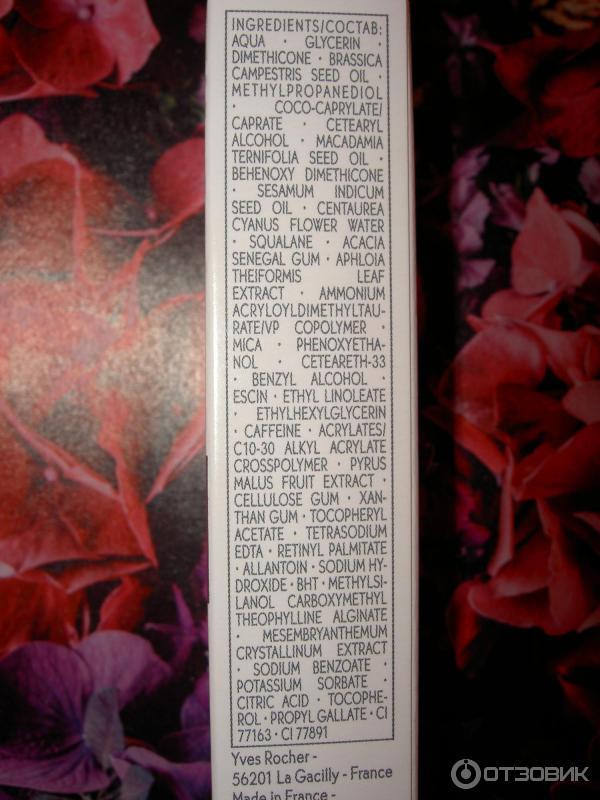 INGREDIENTS/СОСТАВ:
AQUA · GLYCERIN ·
DIMETHICONE · BRASSICA
CAMPESTRIS SEED OIL ·
METHYLPROPANEDIOL
· COCO-CAPRYLATE/
CAPRATE · CETEARYL
ALCOHOL · MACADAMIA
TERNIFOLIA SEED OIL ·
BEHENOXY DIMETHICONE
· SESAMUM INDICUM
SEED OIL · CENTAUREA
CYANUS FLOWER WATER
· SQUALANE · ACACIA
SENEGAL GUM · APHLOIA
THEIFORMIS LEAF
EXTRACT · AMMONIUM
ACRYLOYLDIMETHYLTAU-
RATE/VP COPOLYMER ·
MICA · PHENOXYETHA-
NOL · CETEARETH-33
· BENZYL ALCOHOL ·
ESCIN · ETHYL LINOLEATE
· ETHYLHEXYLGLYCERIN
· CAFFEINE · ACRYLATES/
C10-30 ALKYL ACRYLATE
CROSSPOLYMER · PYRUS
MALUS FRUIT EXTRACT ·
CELLULOSE GUM · XAN-
THAN GUM · TOCOPHERYL
ACETATE · TETRASODIUM
EDTA · RETINYL PALMITATE
· ALLANTOIN · SODIUM HY-
DROXIDE · BHT · METHYLSI-
LANOL CARBOXYMETHYL
THEOPHYLLINE ALGINATE
· MESEMBRYANTHEMUM
CRYSTALLINUM EXTRACT
· SODIUM BENZOATE ·
POTASSIUM SORBATE ·
CITRIC ACID · TOCOPHE-
ROL · PROPYL GALLATE · CI
77163 · CI 77891
Yves Rocher -
56201 La Gacilly - France
Made in France -
ОТЗОВИК